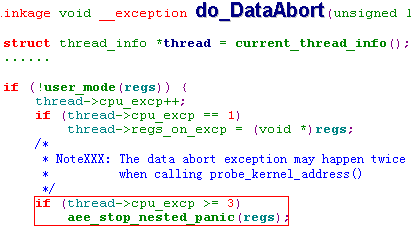 .inkage void __exception do_DataAbort(unsigned l
struct thread_info *thread = current_thread_info();
......
if (!user_mode(regs)) {
thread->cpu_excp++;
if (thread->cpu_excp == 1)
thread->regs_on_excp = (void *)regs;
/*
* NoteXXX: The data abort exception may happen twice
* when calling probe_kernel_address()
*/
if (thread->cpu_excp >= 3)
aee_stop_nested_panic(regs);